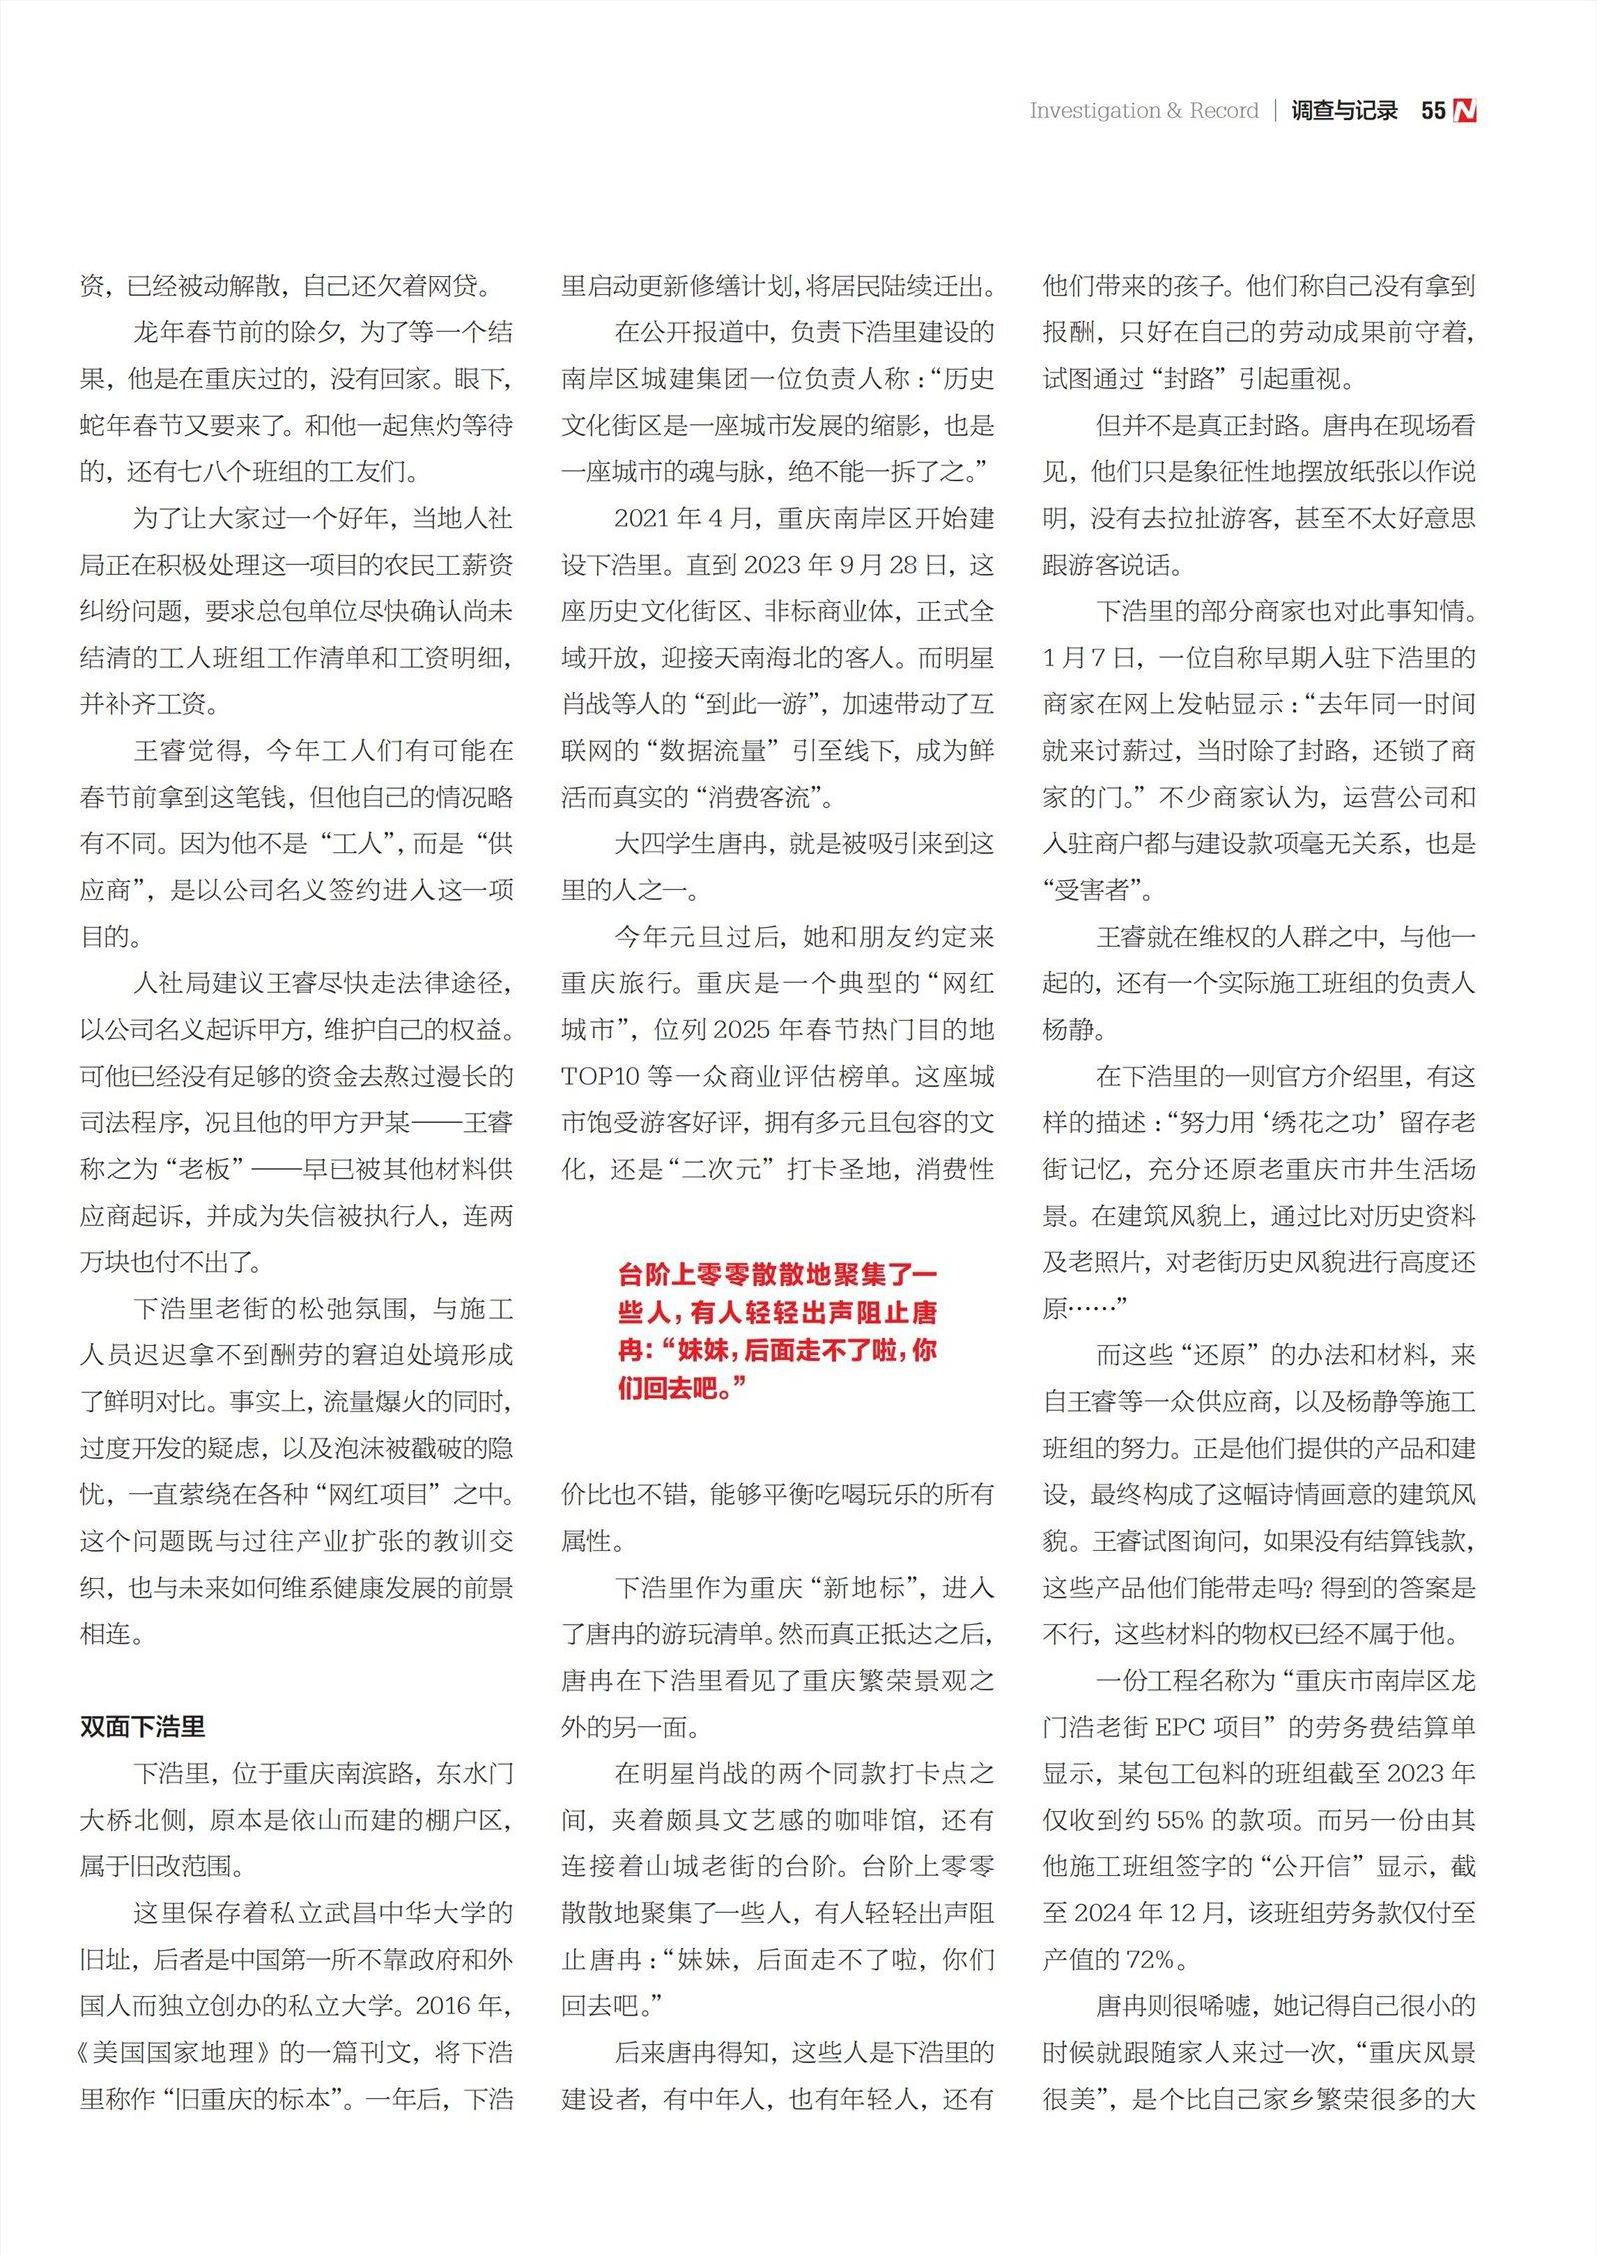 Investigation & Record | 调查与记录 55
资，已经被动解散，自己还欠着网贷。
龙年春节前的除夕，为了等一个结
果，他是在重庆过的，没有回家。眼下，
蛇年春节又要来了。和他一起焦灼等待
的，还有七八个班组的工友们。
为了让大家过一个好年，当地人社
局正在积极处理这一项目的农民工薪资
纠纷问题，要求总包单位尽快确认尚未
结清的工人班组工作清单和工资明细，
并补齐工资。
王睿觉得，今年工人们有可能在
春节前拿到这笔钱，但他自己的情况略
有不同。因为他不是“工人”，而是“供
应商”，是以公司名义签约进入这一项
目的。
人社局建议王睿尽快走法律途径，
以公司名义起诉甲方，维护自己的权益。
可他已经没有足够的资金去熬过漫长的
司法程序，况且他的甲方尹某——王睿
称之为“老板”——早已被其他材料供
应商起诉，并成为失信被执行人，连两
万块也付不出了。
下浩里老街的松弛氛围，与施工
人员迟迟拿不到酬劳的窘迫处境形成
了鲜明对比。事实上，流量爆火的同时，
过度开发的疑虑，以及泡沫被戳破的隐
忧，一直萦绕在各种“网红项目”之中。
这个问题既与过往产业扩张的教训交
织，也与未来如何维系健康发展的前景
相连。
双面下浩里
下浩里，位于重庆南滨路，东水门
大桥北侧，原本是依山而建的棚户区，
属于旧改范围。
这里保存着私立武昌中华大学的
旧址，后者是中国第一所不靠政府和外
国人而独立创办的私立大学。2016 年，
《美国国家地理》的一篇刊文，将下浩
里称作“旧重庆的标本”。一年后，下浩
里启动更新修缮计划，将居民陆续迁出。
在公开报道中，负责下浩里建设的
南岸区城建集团一位负责人称：“历史
文化街区是一座城市发展的缩影，也是
一座城市的魂与脉，绝不能一拆了之。”
2021 年 4 月，重庆南岸区开始建
设下浩里。直到 2023 年 9 月 28 日，这
座历史文化街区、非标商业体，正式全
域开放，迎接天南海北的客人。而明星
肖战等人的“到此一游”，加速带动了互
联网的“数据流量”引至线下，成为鲜
活而真实的“消费客流”。
大四学生唐冉，就是被吸引来到这
里的人之一。
今年元旦过后，她和朋友约定来
重庆旅行。重庆是一个典型的“网红
城市”，位列 2025 年春节热门目的地
TOP10 等一众商业评估榜单。这座城
市饱受游客好评，拥有多元且包容的文
化，还是“二次元”打卡圣地，消费性
台阶上零零散散地聚集了一
些人，有人轻轻出声阻止唐
冉：“妹妹，后面走不了啦，你
们回去吧。”
价比也不错，能够平衡吃喝玩乐的所有
属性。
下浩里作为重庆“新地标”，进入
了唐冉的游玩清单。然而真正抵达之后，
唐冉在下浩里看见了重庆繁荣景观之
外的另一面。
在明星肖战的两个同款打卡点之
间，夹着颇具文艺感的咖啡馆，还有
连接着山城老街的台阶。台阶上零零
散散地聚集了一些人，有人轻轻出声阻
止唐冉：“妹妹，后面走不了啦，你们
回去吧。”
后来唐冉得知，这些人是下浩里的
建设者，有中年人，也有年轻人，还有
他们带来的孩子。他们称自己没有拿到
报酬，只好在自己的劳动成果前守着，
试图通过“封路”引起重视。
但并不是真正封路。唐冉在现场看
见，他们只是象征性地摆放纸张以作说
明，没有去拉扯游客，甚至不太好意思
跟游客说话。
下浩里的部分商家也对此事知情。
1 月 7 日，一位自称早期入驻下浩里的
商家在网上发帖显示：“去年同一时间
就来讨薪过，当时除了封路，还锁了商
家的门。”不少商家认为，运营公司和
入驻商户都与建设款项毫无关系，也是
“受害者”。
王睿就在维权的人群之中，与他一
起的，还有一个实际施工班组的负责人
杨静。
在下浩里的一则官方介绍里，有这
样的描述：“努力用‘绣花之功’留存老
街记忆，充分还原老重庆市井生活场
景。在建筑风貌上，通过比对历史资料
及老照片，对老街历史风貌进行高度还
原……”
而这些“还原”的办法和材料，来
自王睿等一众供应商，以及杨静等施工
班组的努力。正是他们提供的产品和建
设，最终构成了这幅诗情画意的建筑风
貌。王睿试图询问，如果没有结算钱款，
这些产品他们能带走吗？得到的答案是
不行，这些材料的物权已经不属于他。
一份工程名称为“重庆市南岸区龙
门浩老街 EPC 项目”的劳务费结算单
显示，某包工包料的班组截至 2023 年
仅收到约 55% 的款项。而另一份由其
他施工班组签字的“公开信”显示，截
至 2024 年 12 月，该班组劳务款仅付至
产值的 72%。
唐冉则很唏嘘，她记得自己很小的
时候就跟随家人来过一次，“重庆风景
很美”，是个比自己家乡繁荣很多的大